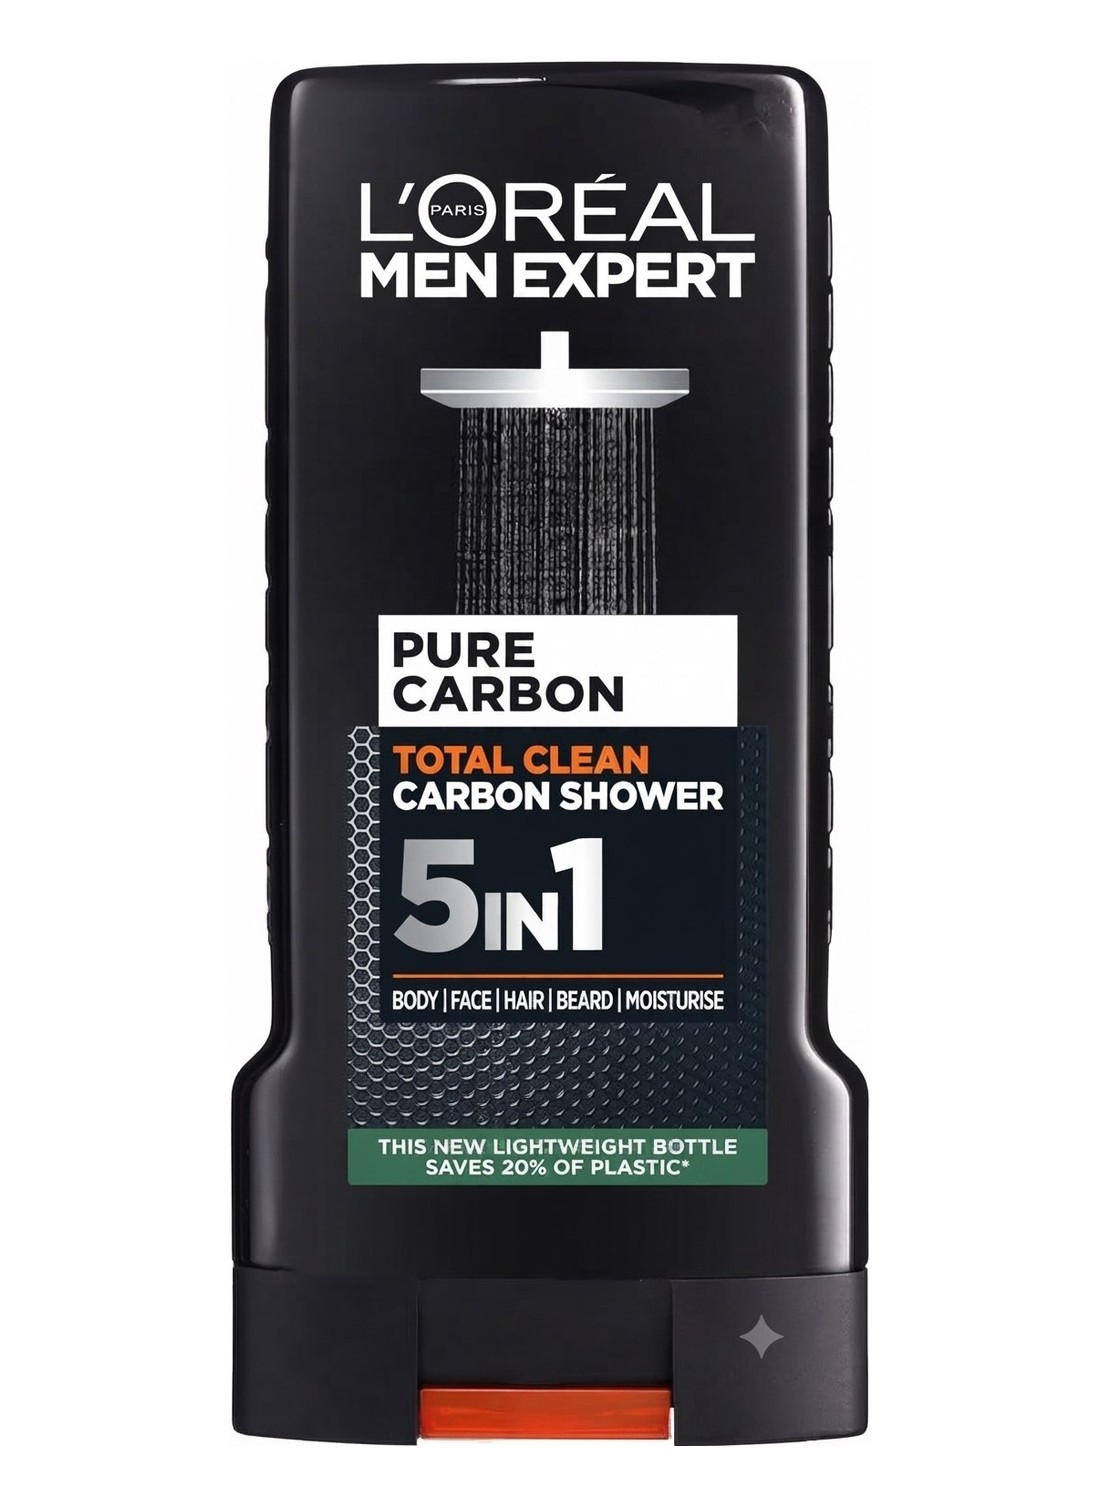 L'ORÉAL
PARIS
MEN EXPERT
PURE
CARBON
TOTAL CLEAN
CARBON SHOWER
5IN1
BODY | FACE | HAIR | BEARD | MOISTURISE
THIS NEW LIGHTWEIGHT BOTTLE
SAVES 20% OF PLASTIC*